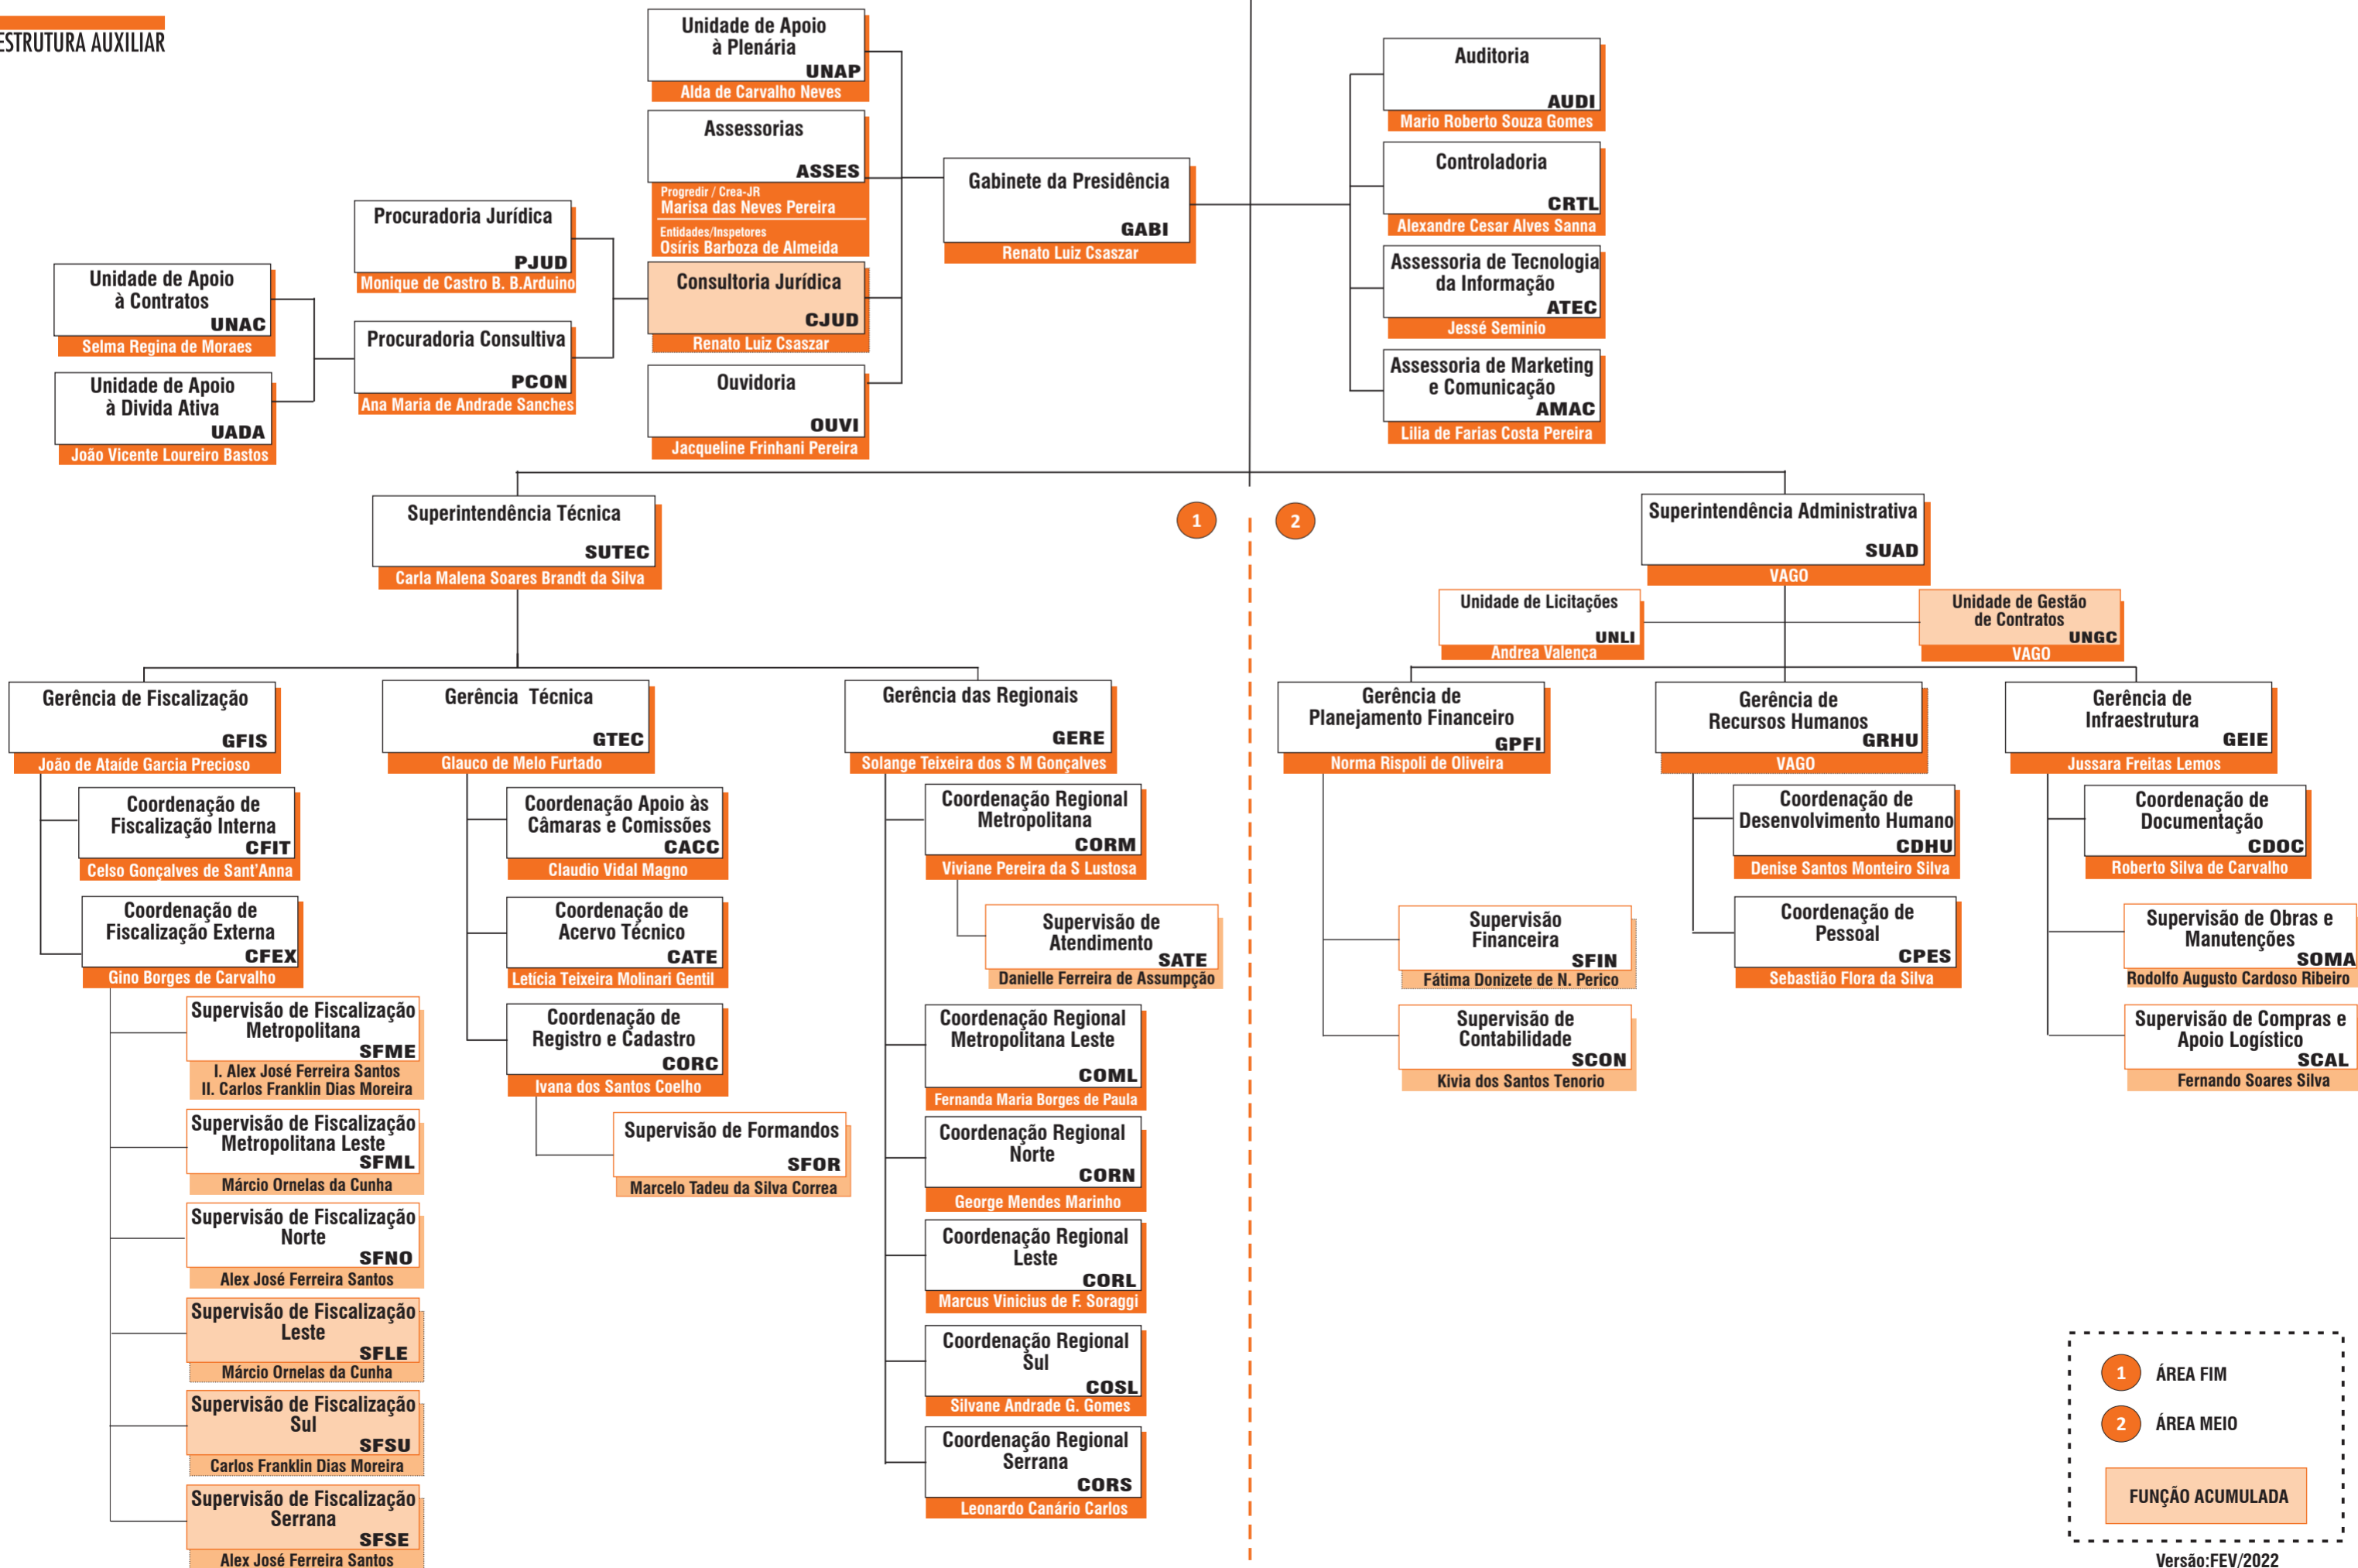 ESTRUTURA AUXILIAR
Unidade de Apoio
à Plenária
UNAP
Alda de Carvalho Neves
Assessorias
ASSES
Progredir / Crea-JR
Marisa das Neves Pereira
Entidades/Inspetores
Osíris Barboza de Almeida
Consultoria Jurídica
CJUD
Renato Luiz Csaszar
Ouvidoria
OUVI
Jacqueline Frinhani Pereira
Procuradoria Jurídica
PJUD
Monique de Castro B. B.Arduino
Procuradoria Consultiva
PCON
Ana Maria de Andrade Sanches
Unidade de Apoio
à Contratos
UNAC
Selma Regina de Moraes
Unidade de Apoio
à Divida Ativa
UADA
João Vicente Loureiro Bastos
Gabinete da Presidência
GABI
Renato Luiz Csaszar
Auditoria
AUDI
Mario Roberto Souza Gomes
Controladoria
CRTL
Alexandre Cesar Alves Sanna
Assessoria de Tecnologia
da Informação
ATEC
Jessé Seminio
Assessoria de Marketing
e Comunicação
AMAC
Lilia de Farias Costa Pereira
Superintendência Técnica
SUTEC
Carla Malena Soares Brandt da Silva
1
2
Superintendência Administrativa
SUAD
VAGO
Unidade de Licitações
UNLI
Andrea Valença
Unidade de Gestão
de Contratos
UNGC
VAGO
Gerência de Fiscalização
GFIS
João de Ataíde Garcia Precioso
Coordenação de
Fiscalização Interna
CFIT
Celso Gonçalves de Sant'Anna
Coordenação de
Fiscalização Externa
CFEX
Gino Borges de Carvalho
Supervisão de Fiscalização
Metropolitana
SFME
I. Alex José Ferreira Santos
II. Carlos Franklin Dias Moreira
Supervisão de Fiscalização
Metropolitana Leste
SFML
Márcio Ornelas da Cunha
Supervisão de Fiscalização
Norte
SFNO
Alex José Ferreira Santos
Supervisão de Fiscalização
Leste
SFLE
Márcio Ornelas da Cunha
Supervisão de Fiscalização
Sul
SFSU
Carlos Franklin Dias Moreira
Supervisão de Fiscalização
Serrana
SFSE
Alex José Ferreira Santos
Gerência Técnica
GTEC
Glauco de Melo Furtado
Coordenação Apoio às
Câmaras e Comissões
CACC
Claudio Vidal Magno
Coordenação de
Acervo Técnico
CATE
Letícia Teixeira Molinari Gentil
Coordenação de
Registro e Cadastro
CORC
Ivana dos Santos Coelho
Supervisão de Formandos
SFOR
Marcelo Tadeu da Silva Correa
Gerência das Regionais
GERE
Solange Teixeira dos S M Gonçalves
Coordenação Regional
Metropolitana
CORM
Viviane Pereira da S Lustosa
Supervisão de
Atendimento
SATE
Danielle Ferreira de Assumpção
Coordenação Regional
Metropolitana Leste
COML
Fernanda Maria Borges de Paula
Coordenação Regional
Norte
CORN
George Mendes Marinho
Coordenação Regional
Leste
CORL
Marcus Vinicius de F. Soraggi
Coordenação Regional
Sul
COSL
Silvane Andrade G. Gomes
Coordenação Regional
Serrana
CORS
Leonardo Canário Carlos
Gerência de
Planejamento Financeiro
GPFI
Norma Rispoli de Oliveira
Supervisão
Financeira
SFIN
Fátima Donizete de N. Perico
Supervisão de
Contabilidade
SCON
Kivia dos Santos Tenorio
Gerência de
Recursos Humanos
GRHU
VAGO
Coordenação de
Desenvolvimento Humano
CDHU
Denise Santos Monteiro Silva
Coordenação de
Pessoal
CPES
Sebastião Flora da Silva
Gerência de
Infraestrutura
GEIE
Jussara Freitas Lemos
Coordenação de
Documentação
CDOC
Roberto Silva de Carvalho
Supervisão de Obras e
Manutenções
SOMA
Rodolfo Augusto Cardoso Ribeiro
Supervisão de Compras e
Apoio Logístico
SCAL
Fernando Soares Silva
1 ÁREA FIM
2 ÁREA MEIO
FUNÇÃO ACUMULADA
Versão:FEV/2022